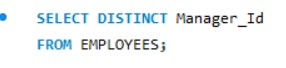 SELECT DISTINCT Manager_Id
FROM EMPLOYEES;